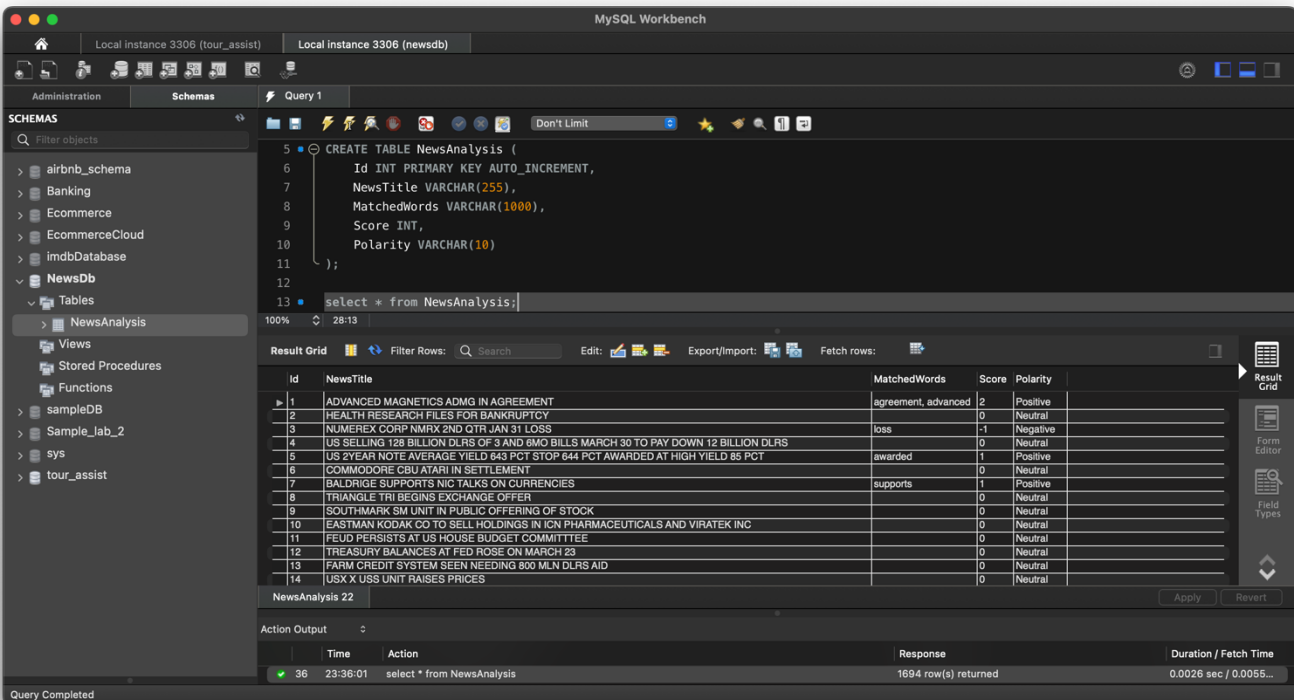 MySQL Workbench
Local instance 3306 (tour_assist)
Local instance 3306 (newsdb)
Administration
Schemas
Query 1
SCHEMAS
Filter objects
airbnb_schema
Banking
Ecommerce
EcommerceCloud
imdbDatabase
NewsDb
Tables
NewsAnalysis
Views
Stored Procedures
Functions
sampleDB
Sample_lab_2
sys
tour_assist
Don't Limit
5 CREATE TABLE NewsAnalysis (
6 Id INT PRIMARY KEY AUTO_INCREMENT,
7 NewsTitle VARCHAR(255),
8 MatchedWords VARCHAR(1000),
9 Score INT,
10 Polarity VARCHAR(10)
11 );
12
13 select * from NewsAnalysis;
100% 28:13
Result Grid Filter Rows: Search Edit: Export/Import: Fetch rows:
Id NewsTitle MatchedWords Score Polarity
1 ADVANCED MAGNETICS ADMG IN AGREEMENT agreement, advanced 2 Positive
2 HEALTH RESEARCH FILES FOR BANKRUPTCY 0 Neutral
3 NUMEREX CORP NMRX 2ND QTR JAN 31 LOSS loss -1 Negative
4 US SELLING 128 BILLION DLRS OF 3 AND 6MO BILLS MARCH 30 TO PAY DOWN 12 BILLION DLRS 0 Neutral
5 US 2YEAR NOTE AVERAGE YIELD 643 PCT STOP 644 PCT AWARDED AT HIGH YIELD 85 PCT awarded 1 Positive
6 COMMODORE CBU ATARI IN SETTLEMENT 0 Neutral
7 BALDRIGE SUPPORTS NIC TALKS ON CURRENCIES supports 1 Positive
8 TRIANGLE TRI BEGINS EXCHANGE OFFER 0 Neutral
9 SOUTHMARK SM UNIT IN PUBLIC OFFERING OF STOCK 0 Neutral
10 EASTMAN KODAK CO TO SELL HOLDINGS IN ICN PHARMACEUTICALS AND VIRATEK INC 0 Neutral
11 FEUD PERSISTS AT US HOUSE BUDGET COMMITTTEE 0 Neutral
12 TREASURY BALANCES AT FED ROSE ON MARCH 23 0 Neutral
13 FARM CREDIT SYSTEM SEEN NEEDING 800 MLN DLRS AID 0 Neutral
14 USX X USS UNIT RAISES PRICES 0 Neutral
Result
Grid
Form
Editor
Field
Types
NewsAnalysis 22
Apply
Revert
Action Output
Time Action Response Duration / Fetch Time
36 23:36:01 select * from NewsAnalysis 1694 row(s) returned 0.0026 sec / 0.0055...
Query Completed